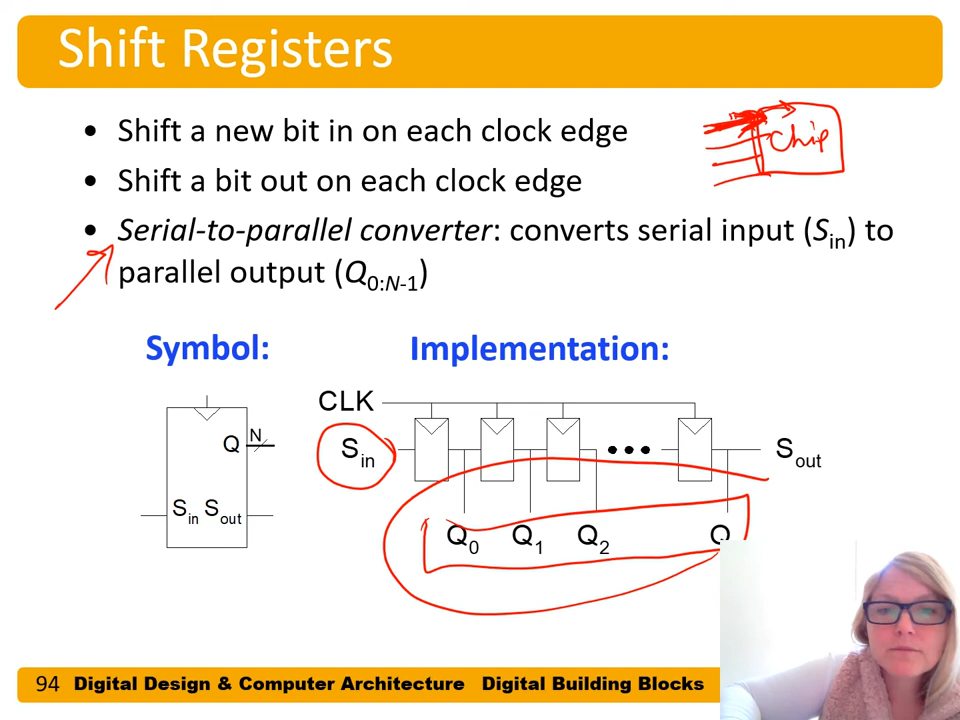 Shift Registers
• Shift a new bit in on each clock edge
• Shift a bit out on each clock edge
• Serial-to-parallel converter: converts serial input (Sin) to
parallel output (Q0:N-1)
Chip
Symbol:
Implementation:
CLK
Q N
Sin Sout
Sin
Sout
Q0 Q1 Q2 Q
94 Digital Design & Computer Architecture Digital Building Blocks